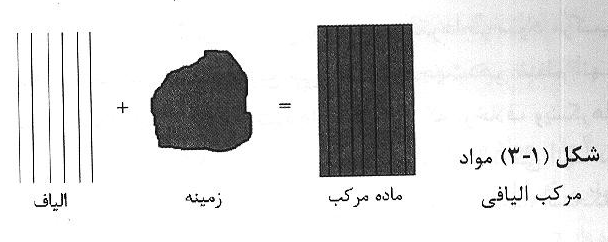 +
=
الیاف
زمینه
ماده مرکب
شکل (۱-۳) مواد
مرکب الیافی